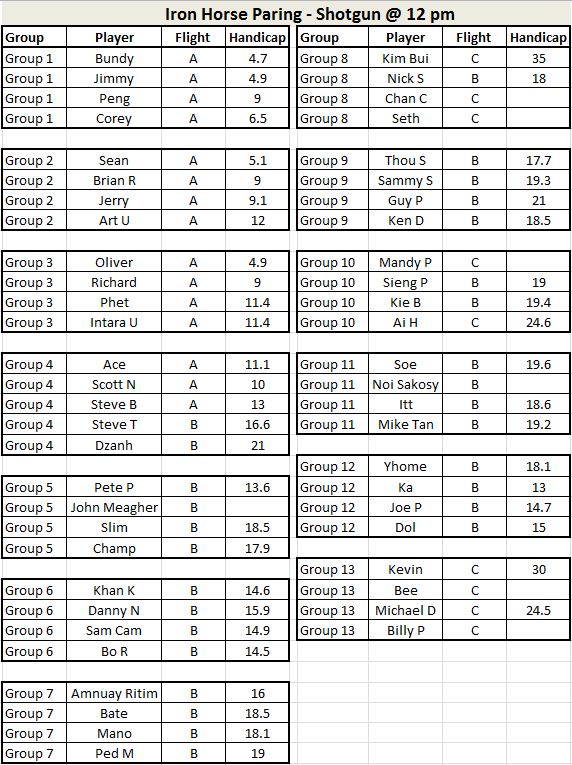 Iron Horse Paring - Shotgun @ 12 pm
Group Player Flight Handicap
Group 1 Bundy A 4.7
Group 1 Jimmy A 4.9
Group 1 Peng A 9
Group 1 Corey A 6.5
Group 2 Sean A 5.1
Group 2 Brian R A 9
Group 2 Jerry A 9.1
Group 2 Art U A 12
Group 3 Oliver A 4.9
Group 3 Richard A 9
Group 3 Phet A 11.4
Group 3 Intara U A 11.4
Group 4 Ace A 11.1
Group 4 Scott N A 10
Group 4 Steve B A 13
Group 4 Steve T B 16.6
Group 4 Dzanh B 21
Group 5 Pete P B 13.6
Group 5 John Meagher B
Group 5 Slim B 18.5
Group 5 Champ B 17.9
Group 6 Khan K B 14.6
Group 6 Danny N B 15.9
Group 6 Sam Cam B 14.9
Group 6 Bo R B 14.5
Group 7 Amnuay Ritim B 16
Group 7 Bate B 18.5
Group 7 Mano B 18.1
Group 7 Ped M B 19
Group Player Flight Handicap
Group 8 Kim Bui C 35
Group 8 Nick S B 18
Group 8 Chan C C
Group 8 Seth C
Group 9 Thou S B 17.7
Group 9 Sammy S B 19.3
Group 9 Guy P B 21
Group 9 Ken D B 18.5
Group 10 Mandy P C
Group 10 Sieng P B 19
Group 10 Kie B B 19.4
Group 10 Ai H C 24.6
Group 11 Soe B 19.6
Group 11 Noi Sakosy B
Group 11 Itt B 18.6
Group 11 Mike Tan B 19.2
Group 12 Yhome B 18.1
Group 12 Ka B 13
Group 12 Joe P B 14.7
Group 12 Dol B 15
Group 13 Kevin C 30
Group 13 Bee C
Group 13 Michael D C 24.5
Group 13 Billy P C